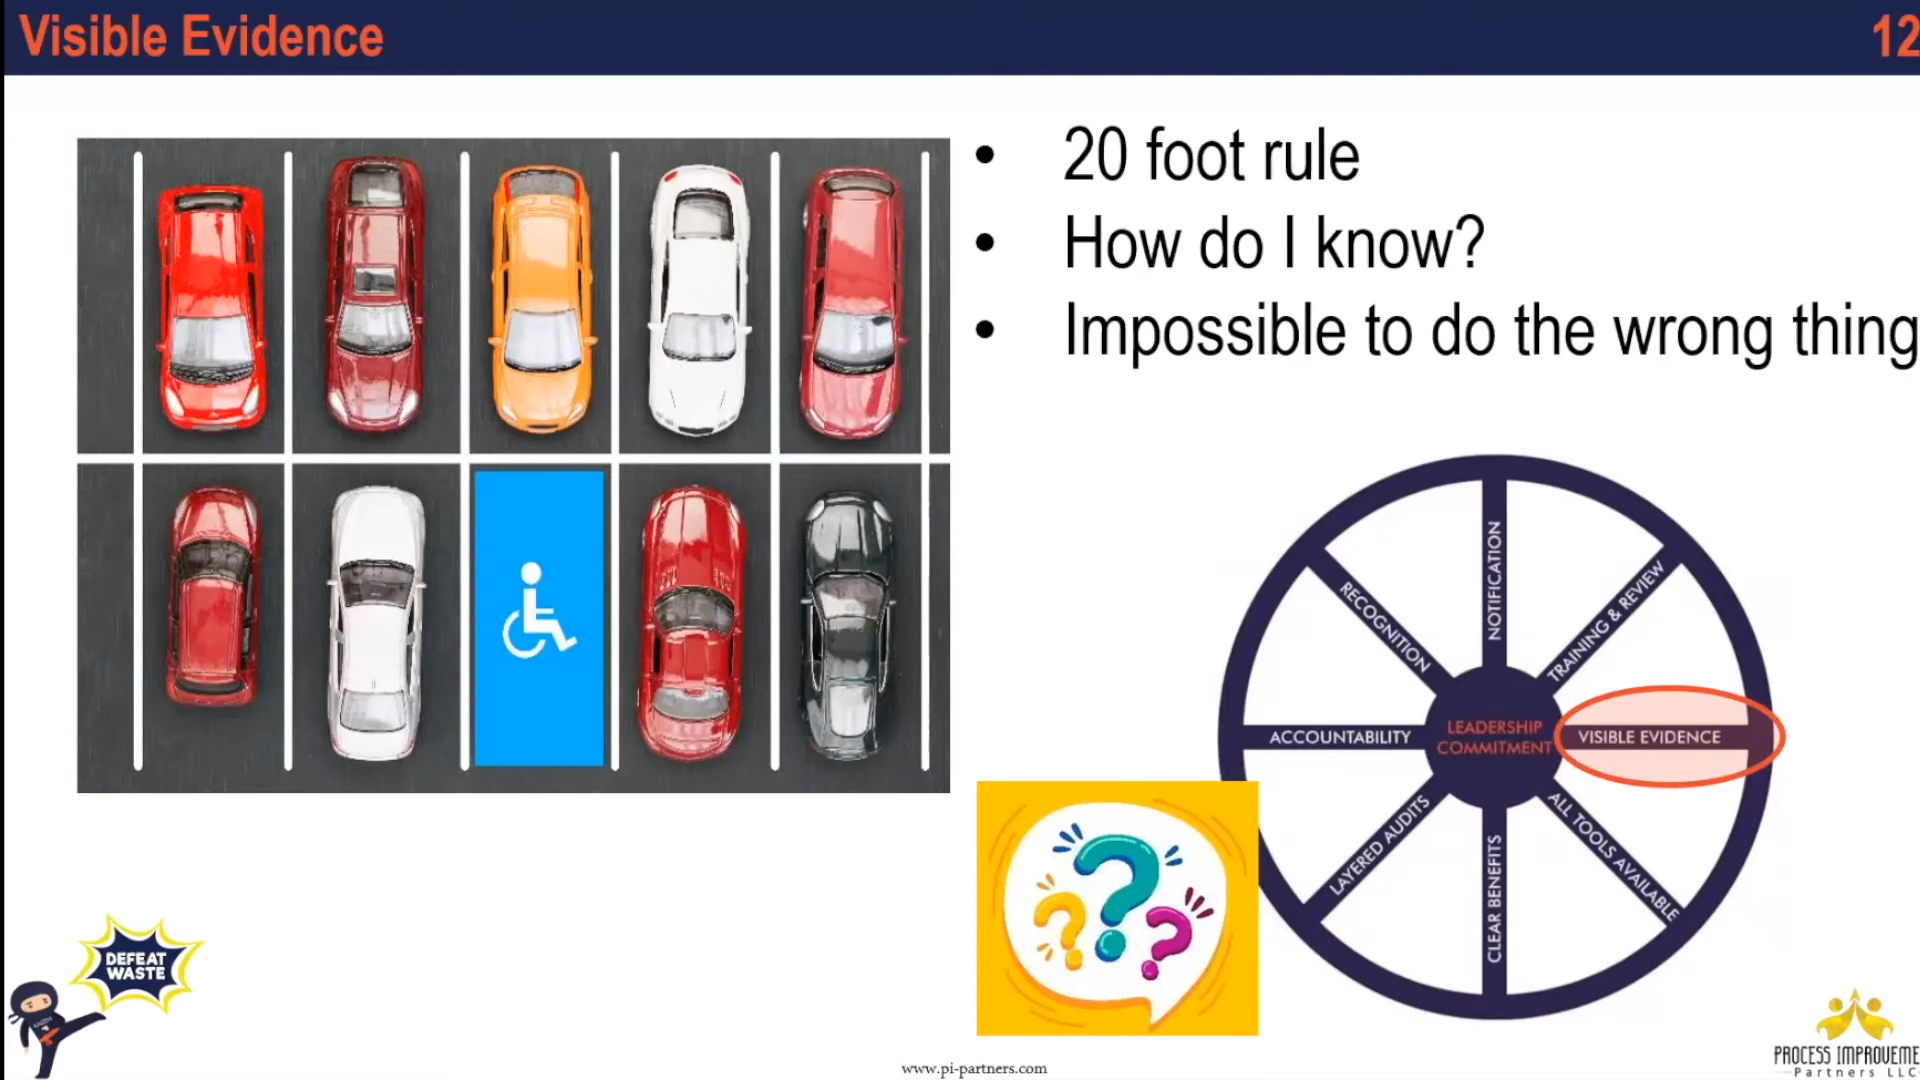 Visible Evidence
12
• 20 foot rule
• How do I know?
• Impossible to do the wrong thing
NOTIFICATION
TRAINING & REVIEW
VISIBLE EVIDENCE
ALL TOOLS AVAILABLE
CLEAR BENEFITS
LAYERED AUDITS
ACCOUNTABILITY
RECOGNITION
LEADERSHIP
COMMITMENT
? ? ?
DEFEAT
WASTE
www.pi-partners.com
PROCESS IMPROVEME
Partners LLC